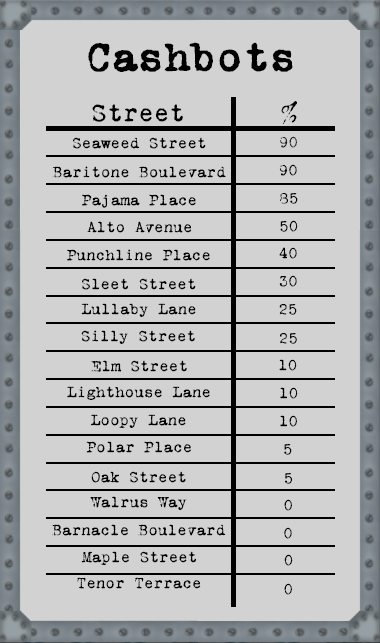 Cashbots
Street %
Seaweed Street 90
Baritone Boulevard 90
Pajama Place 85
Alto Avenue 50
Punchline Place 40
Sleet Street 30
Lullaby Lane 25
Silly Street 25
Elm Street 10
Lighthouse Lane 10
Loopy Lane 10
Polar Place 5
Oak Street 5
Walrus Way 0
Barnacle Boulevard 0
Maple Street 0
Tenor Terrace 0